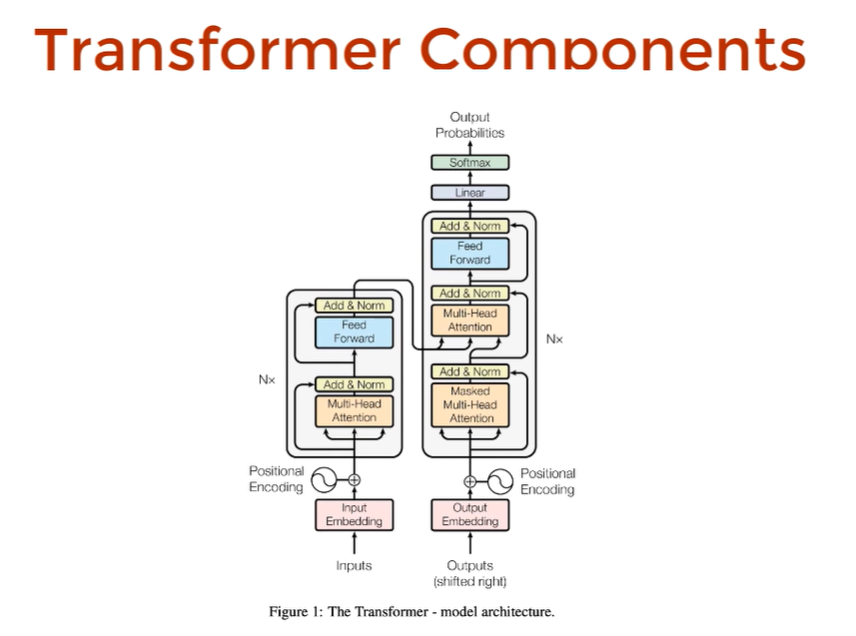 Transformer Components
Output
Probabilities
Softmax
Linear
Add & Norm
Feed
Forward
Add & Norm
Multi-Head
Attention
Nx
Add & Norm
Masked
Multi-Head
Attention
Add & Norm
Feed
Forward
Nx
Add & Norm
Multi-Head
Attention
Positional
Encoding
Positional
Encoding
Input
Embedding
Output
Embedding
Inputs
Outputs
(shifted right)
Figure 1: The Transformer - model architecture.